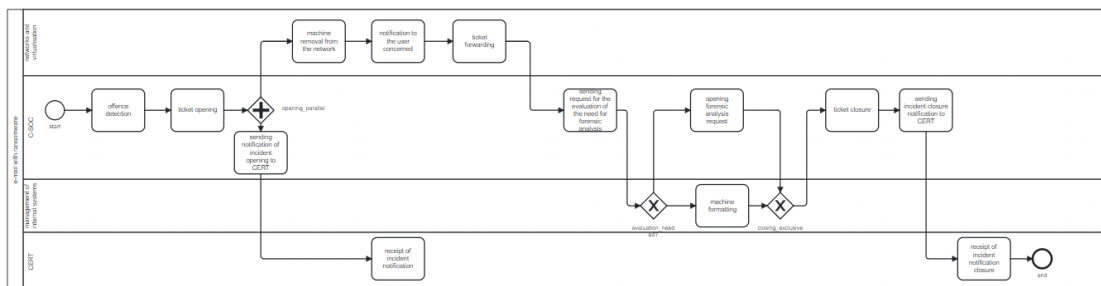 e-mail with ransomware
networks and
virtualisation
machine
removal from
the network
notification to
the user
concerned
ticket
forwarding
C-SOC
start
offence
detection
ticket opening
opening_parallel
sending
notification of
incident
opening to
CERT
sending
request for the
evaluation of
the need for
forensic
analysis
opening
forensic
analysis
request
ticket closure
sending
incident closure
notification to
CERT
management of
internal systems
evaluation_need
ed?
machine
formatting
closing_exclusive
CERT
receipt of
incident
notification
receipt of
incident
notification
closure
end